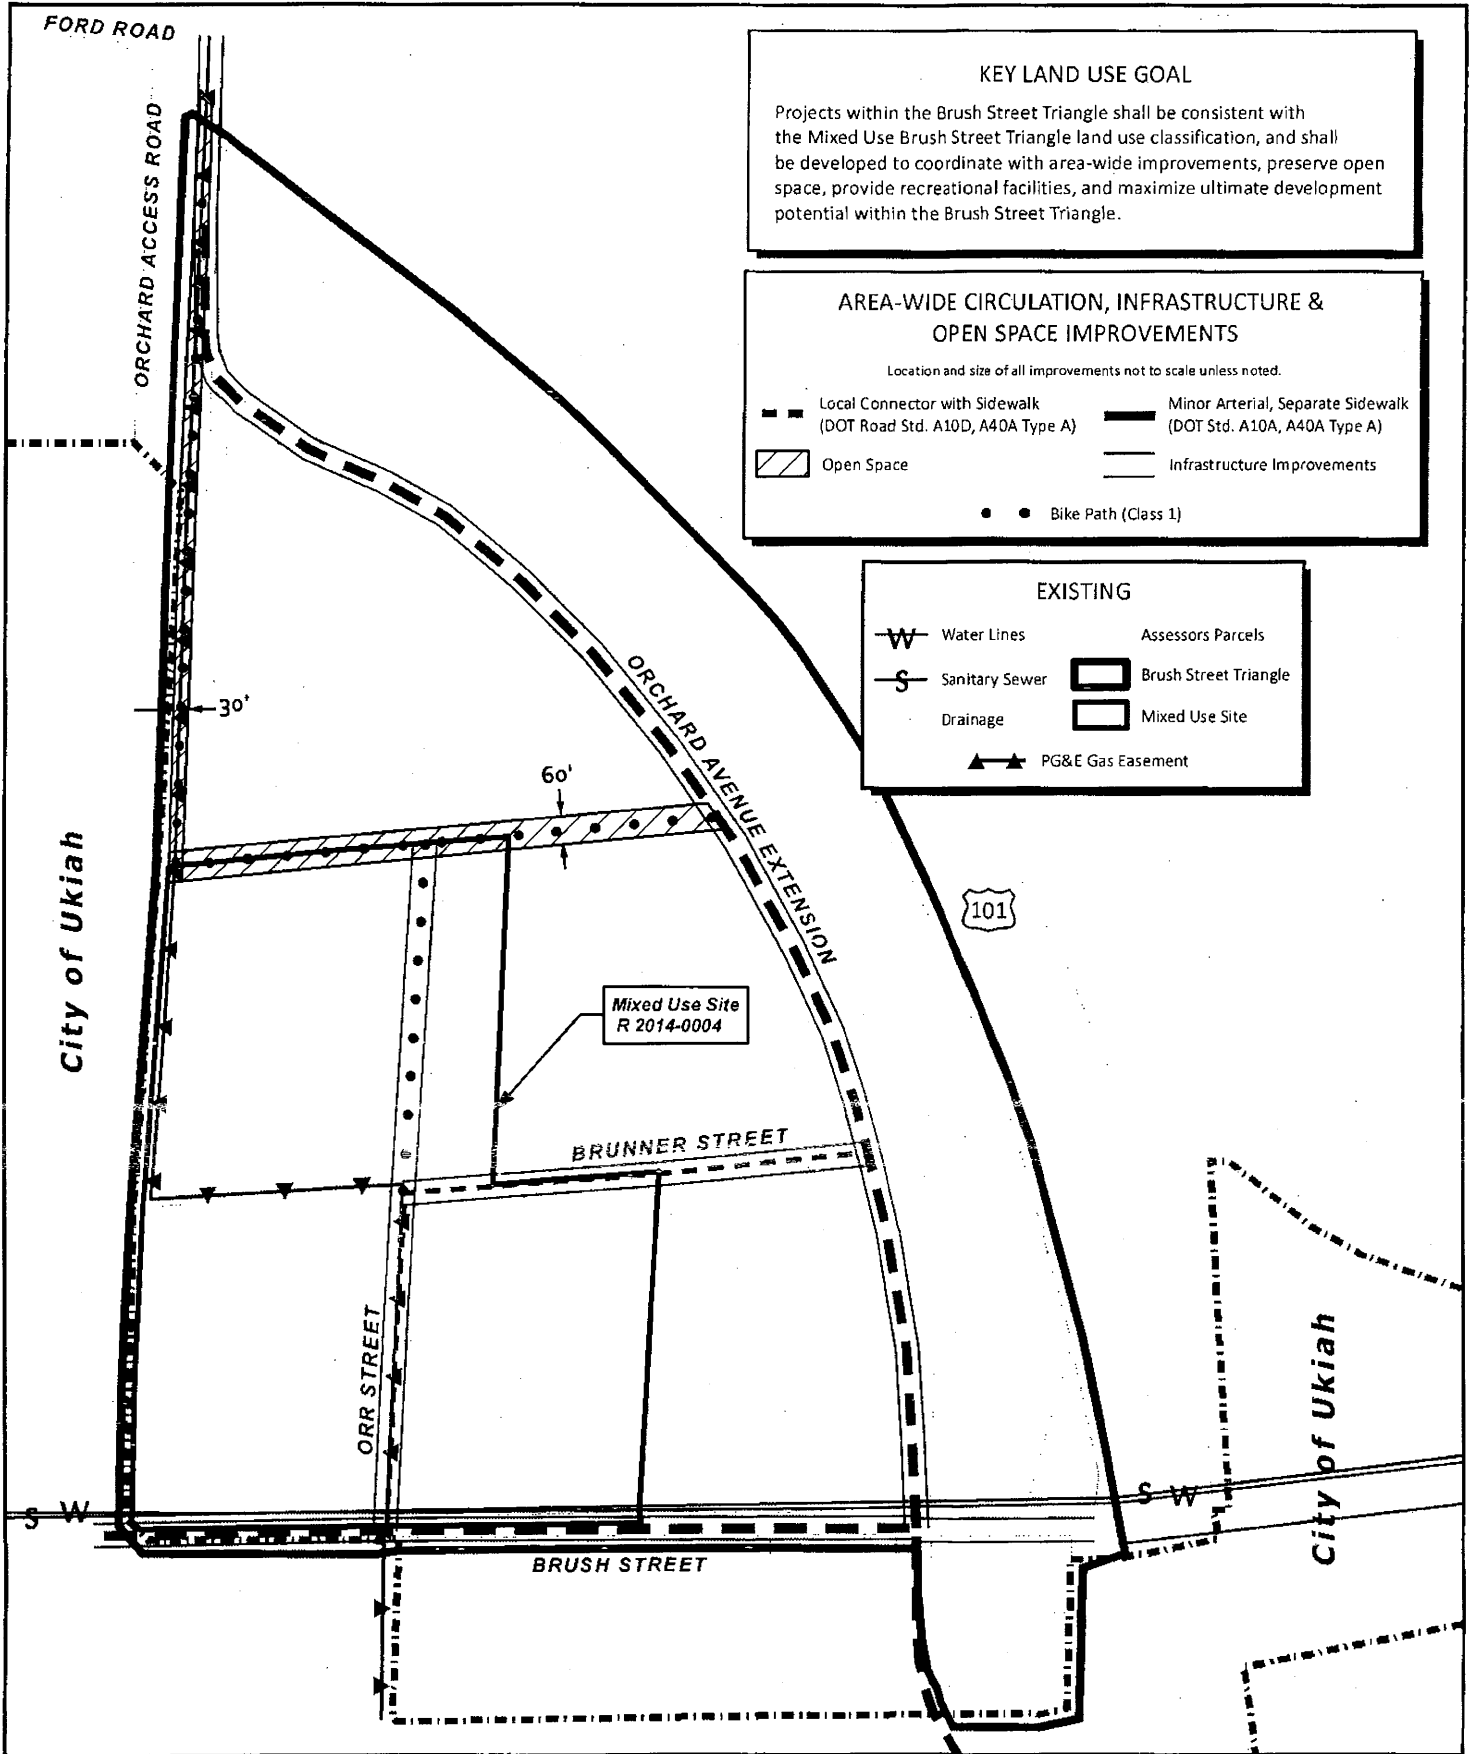 FORD ROAD
ORCHARD ACCESS ROAD
KEY LAND USE GOAL
Projects within the Brush Street Triangle shall be consistent with
the Mixed Use Brush Street Triangle land use classification, and shall
be developed to coordinate with area-wide improvements, preserve open
space, provide recreational facilities, and maximize ultimate development
potential within the Brush Street Triangle.
AREA-WIDE CIRCULATION, INFRASTRUCTURE &
OPEN SPACE IMPROVEMENTS
Location and size of all improvements not to scale unless noted.
Local Connector with Sidewalk
(DOT Road Std. A10D, A40A Type A)
Minor Arterial, Separate Sidewalk
(DOT Std. A10A, A40A Type A)
Open Space
Infrastructure Improvements
Bike Path (Class 1)
EXISTING
W Water Lines
Assessors Parcels
S Sanitary Sewer
Brush Street Triangle
Drainage
Mixed Use Site
PG&E Gas Easement
30'
60'
ORCHARD AVENUE EXTENSION
101
City of Ukiah
Mixed Use Site
R 2014-0004
BRUNNER STREET
ORR STREET
City of Ukiah
S W
S W
BRUSH STREET